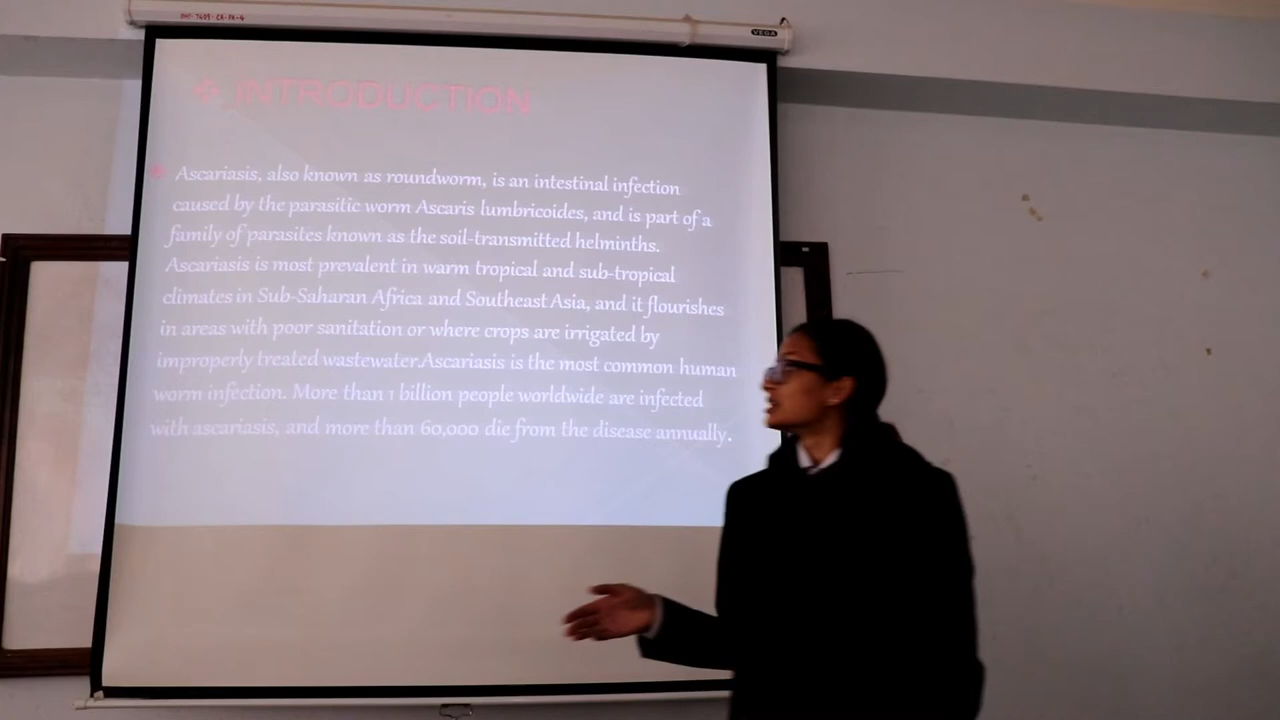 VEGA
INTRODUCTION
Ascariasis, also known as roundworm, is an intestinal infection
caused by the parasitic worm Ascaris lumbricoides, and is part of a
family of parasites known as the soil-transmitted helminths.
Ascariasis is most prevalent in warm tropical and sub-tropical
climates in Sub-Saharan Africa and Southeast Asia, and it flourishes
in areas with poor sanitation or where crops are irrigated by
improperly treated wastewater.Ascariasis is the most common human
worm infection. More than 1 billion people worldwide are infected
with ascariasis, and more than 60,000 die from the disease annually.